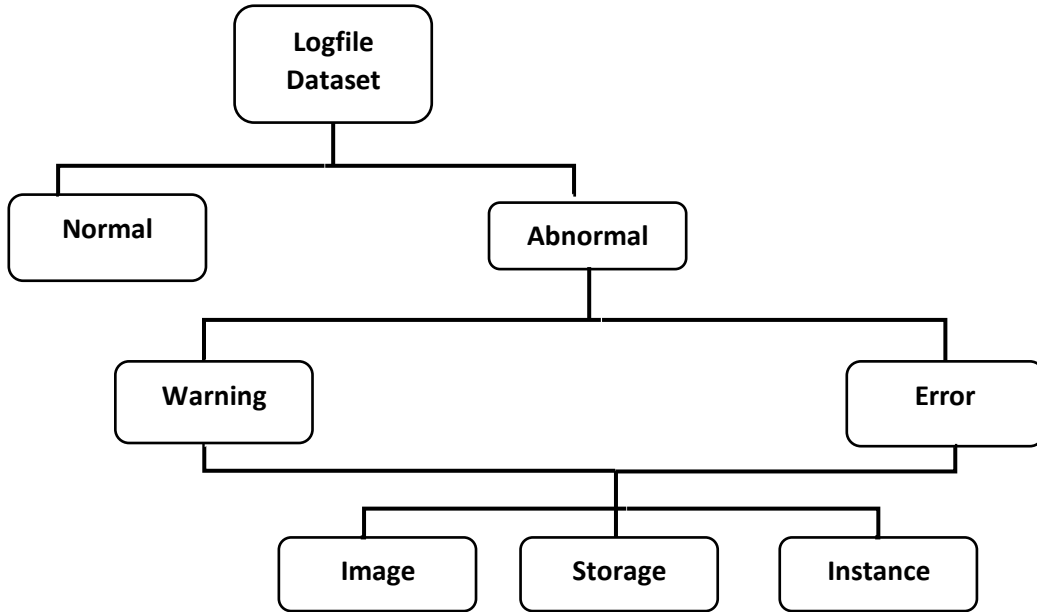 Logfile
Dataset
Normal
Abnormal
Warning
Error
Image
Storage
Instance